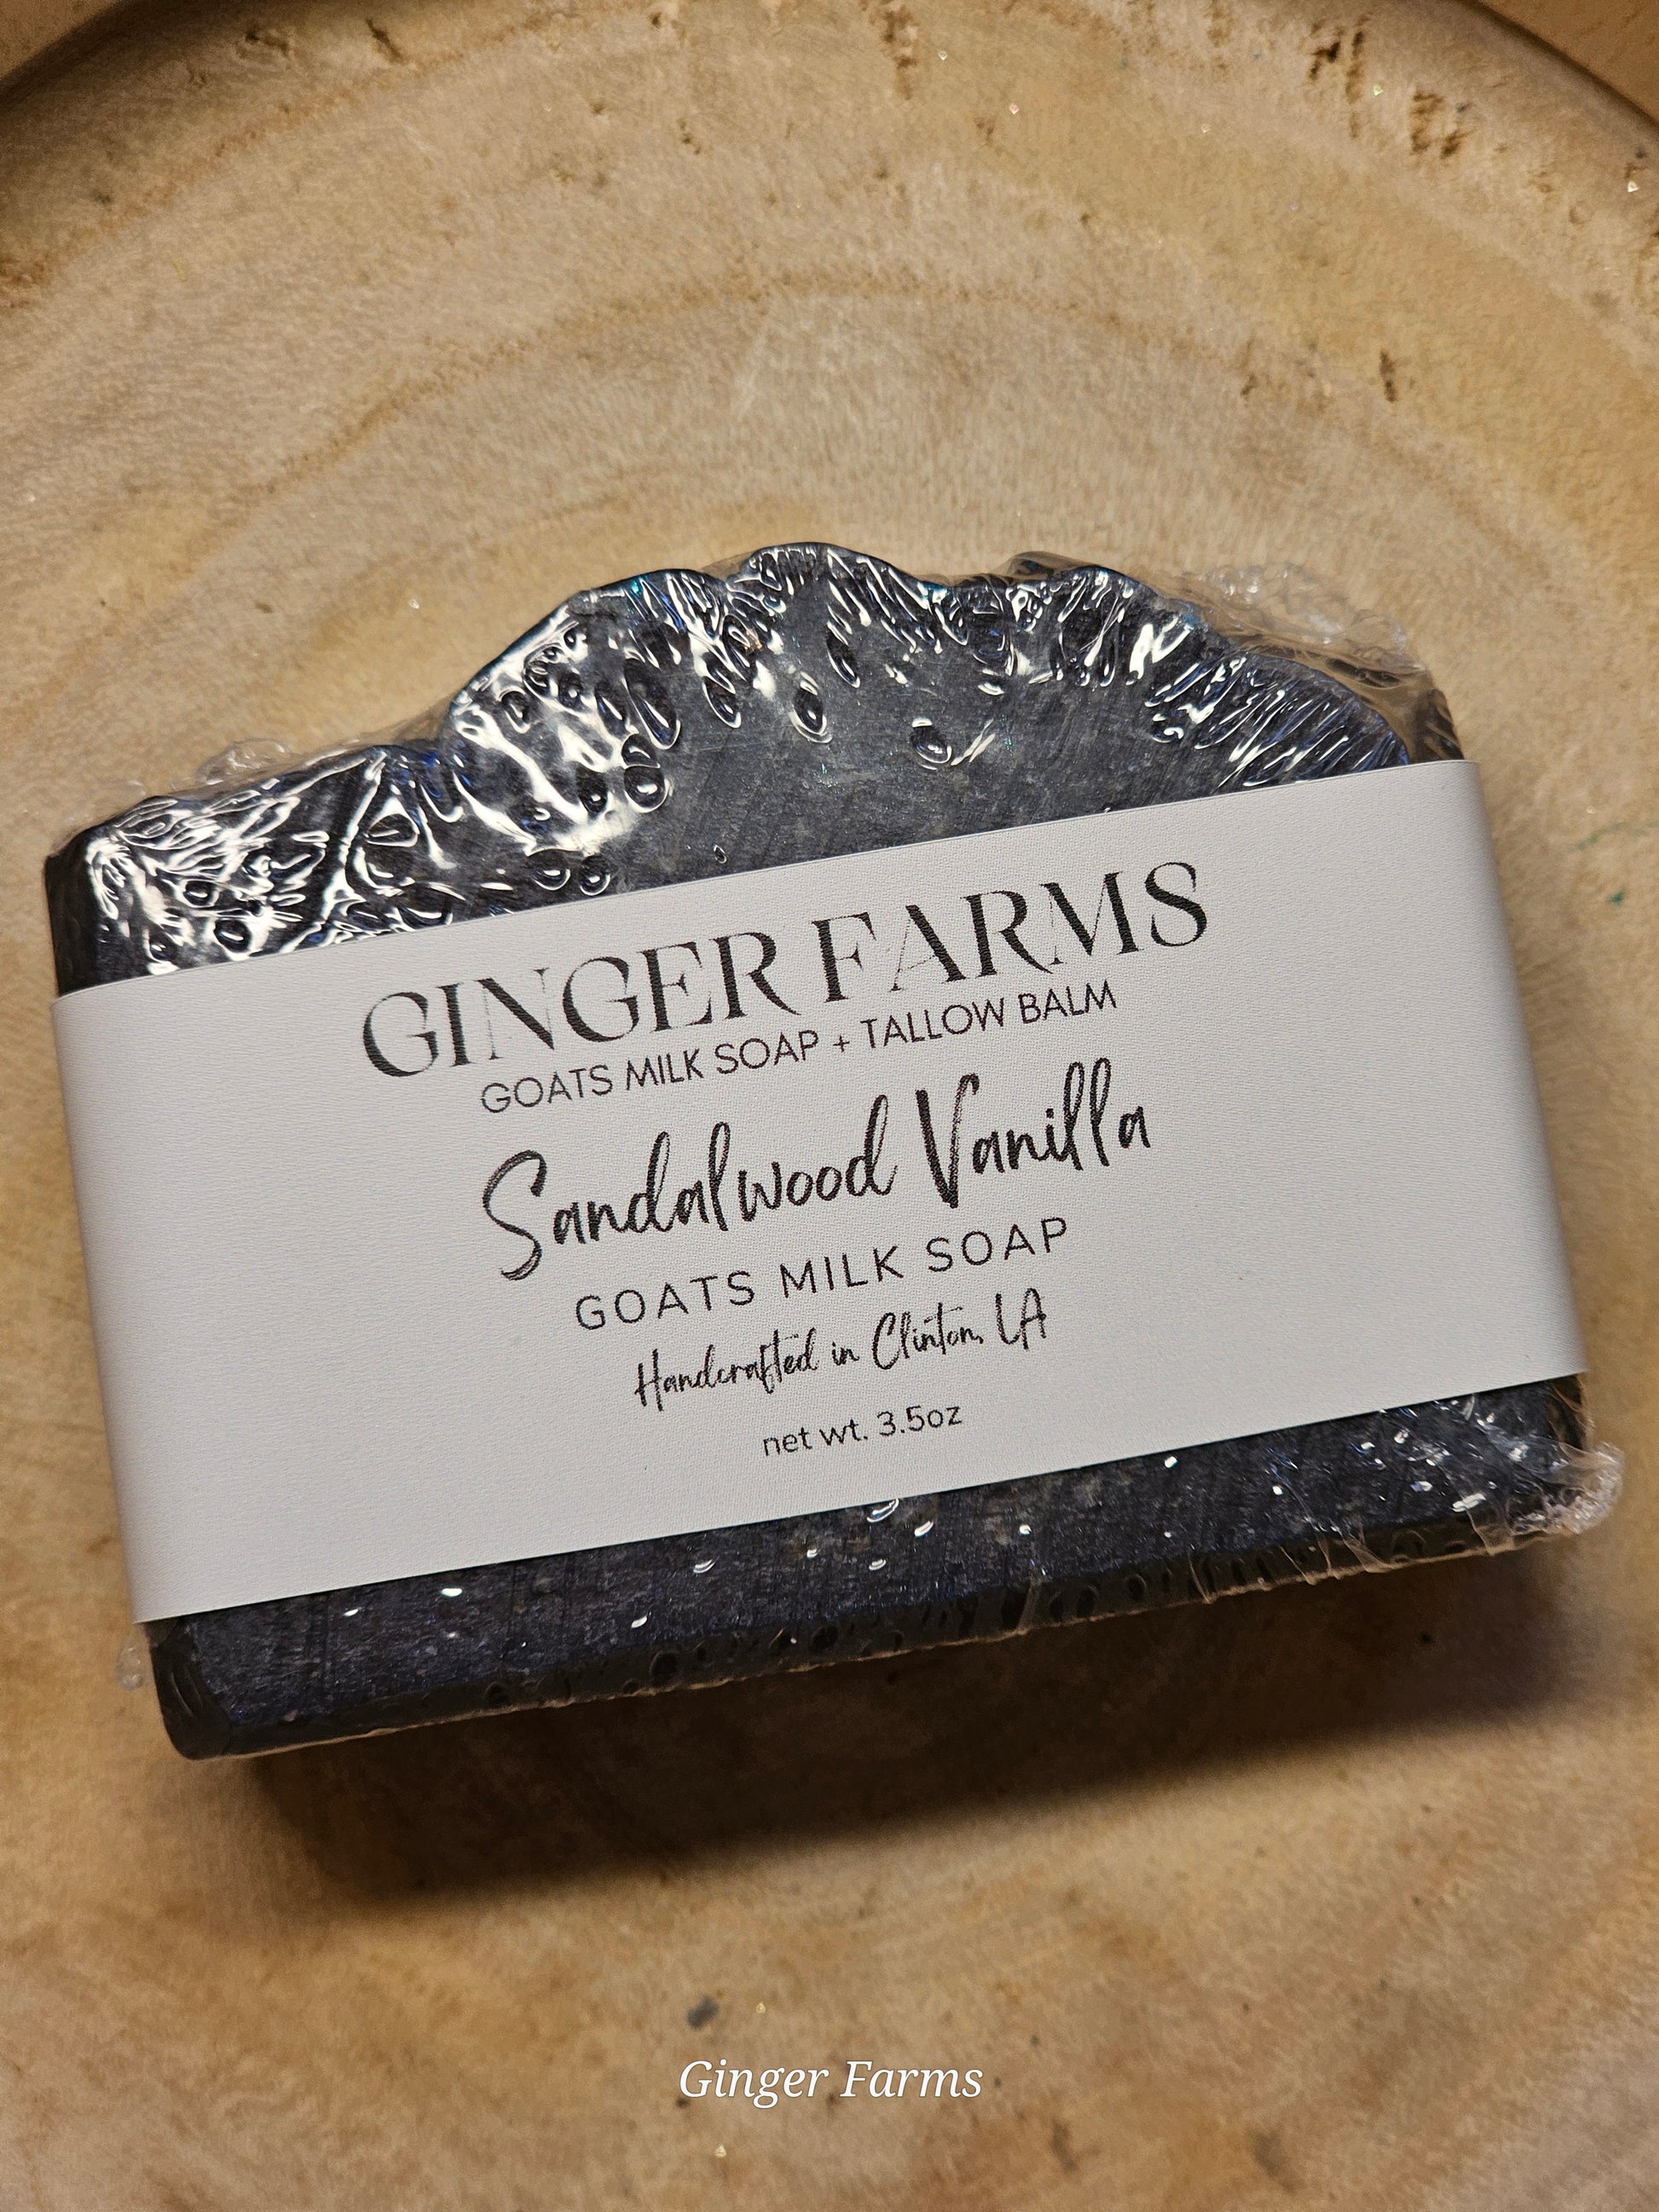 GINGER FARMS
GOATS MILK SOAP + TALLOW BALM
Sandalwood Vanilla
GOATS MILK SOAP
Handcrafted in Clinton, LA
net wt. 3.5oz
Ginger Farms